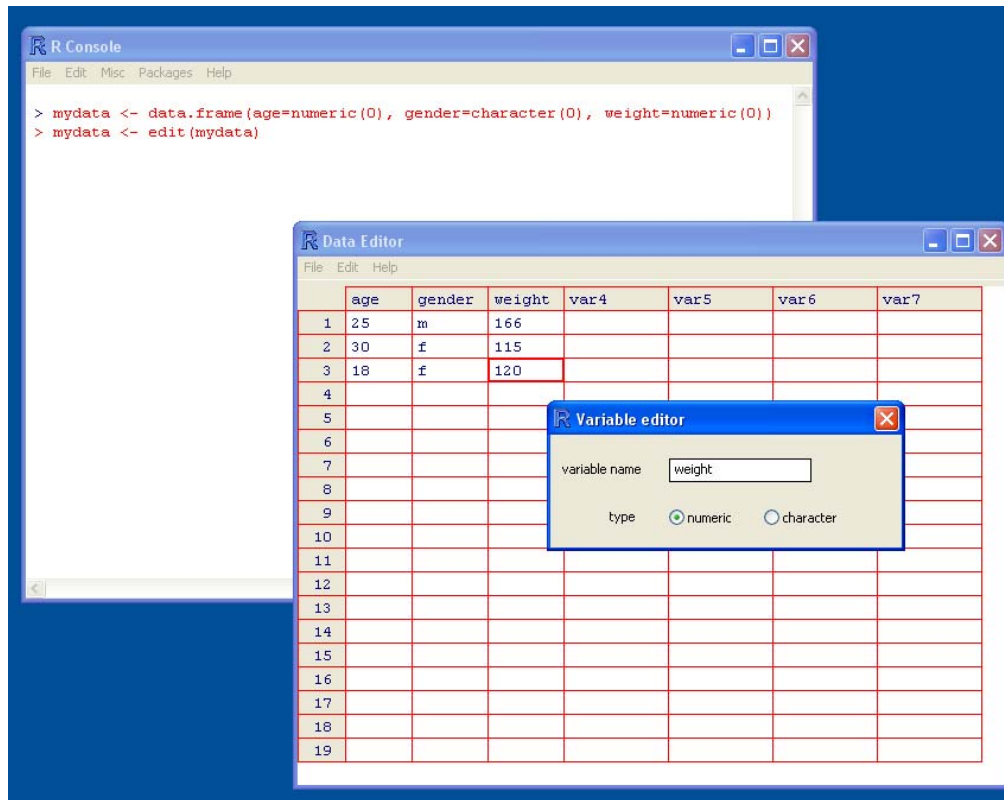 R Console
File Edit Misc Packages Help
> mydata <- data.frame(age=numeric(0), gender=character(0), weight=numeric(0))
> mydata <- edit(mydata)
Data Editor
File Edit Help
age gender weight var4 var5 var6 var7
1 25 m 166
2 30 f 115
3 18 f 120
4
5
6
7
8
9
10
11
12
13
14
15
16
17
18
19
Variable editor
variable name weight
type numeric character